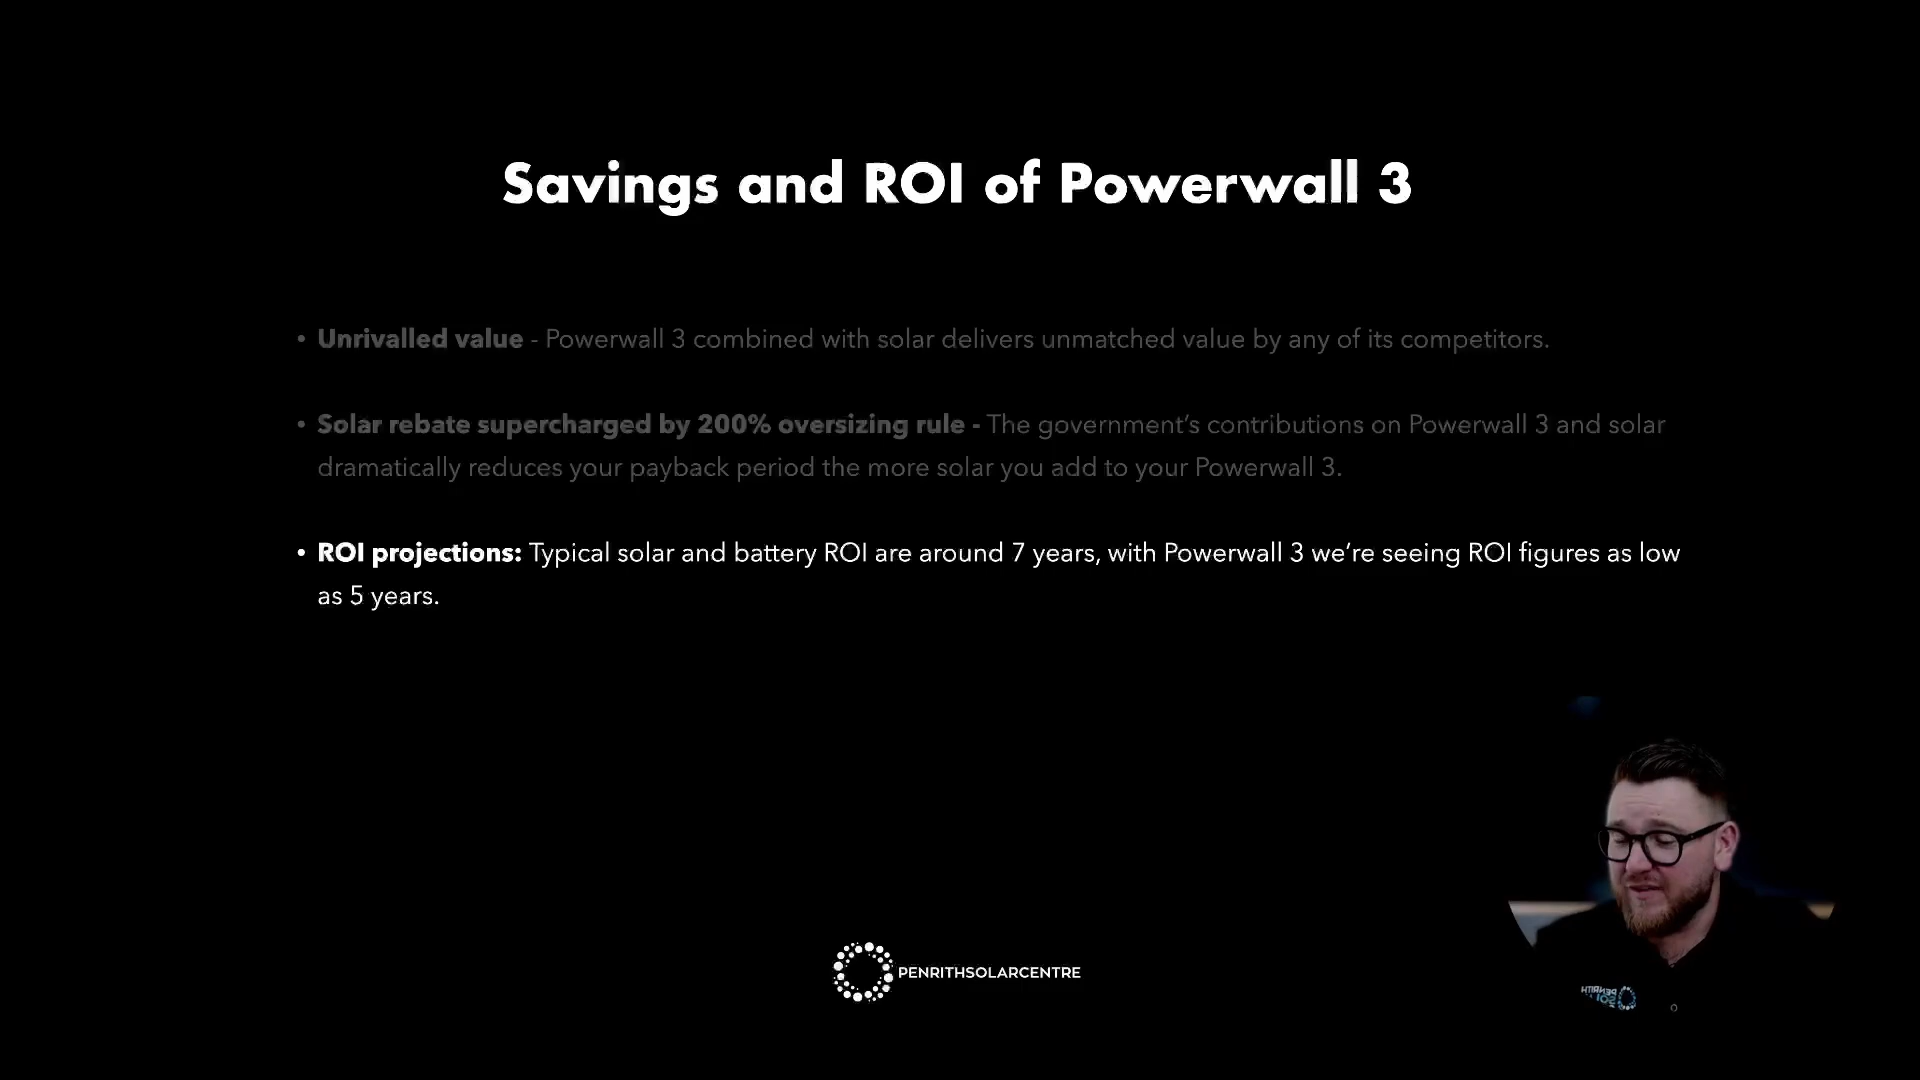 Savings and ROI of Powerwall 3
• Unrivalled value - Powerwall 3 combined with solar delivers unmatched value by any of its competitors.
• Solar rebate supercharged by 200% oversizing rule - The government’s contributions on Powerwall 3 and solar
dramatically reduces your payback period the more solar you add to your Powerwall 3.
• ROI projections: Typical solar and battery ROI are around 7 years, with Powerwall 3 we’re seeing ROI figures as low
as 5 years.
PENRITHSOLARCENTRE
PENRITH